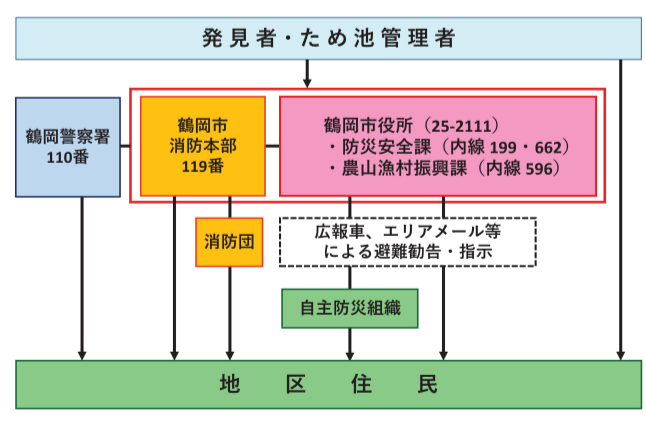 発見者・ため池管理者
鶴岡警察署
110番
鶴岡市
消防本部
119番
鶴岡市役所（25-2111）
・防災安全課（内線 199・662）
・農山漁村振興課（内線 596）
消防団
広報車、エリアメール等
による避難勧告・指示
自主防災組織
地区住民